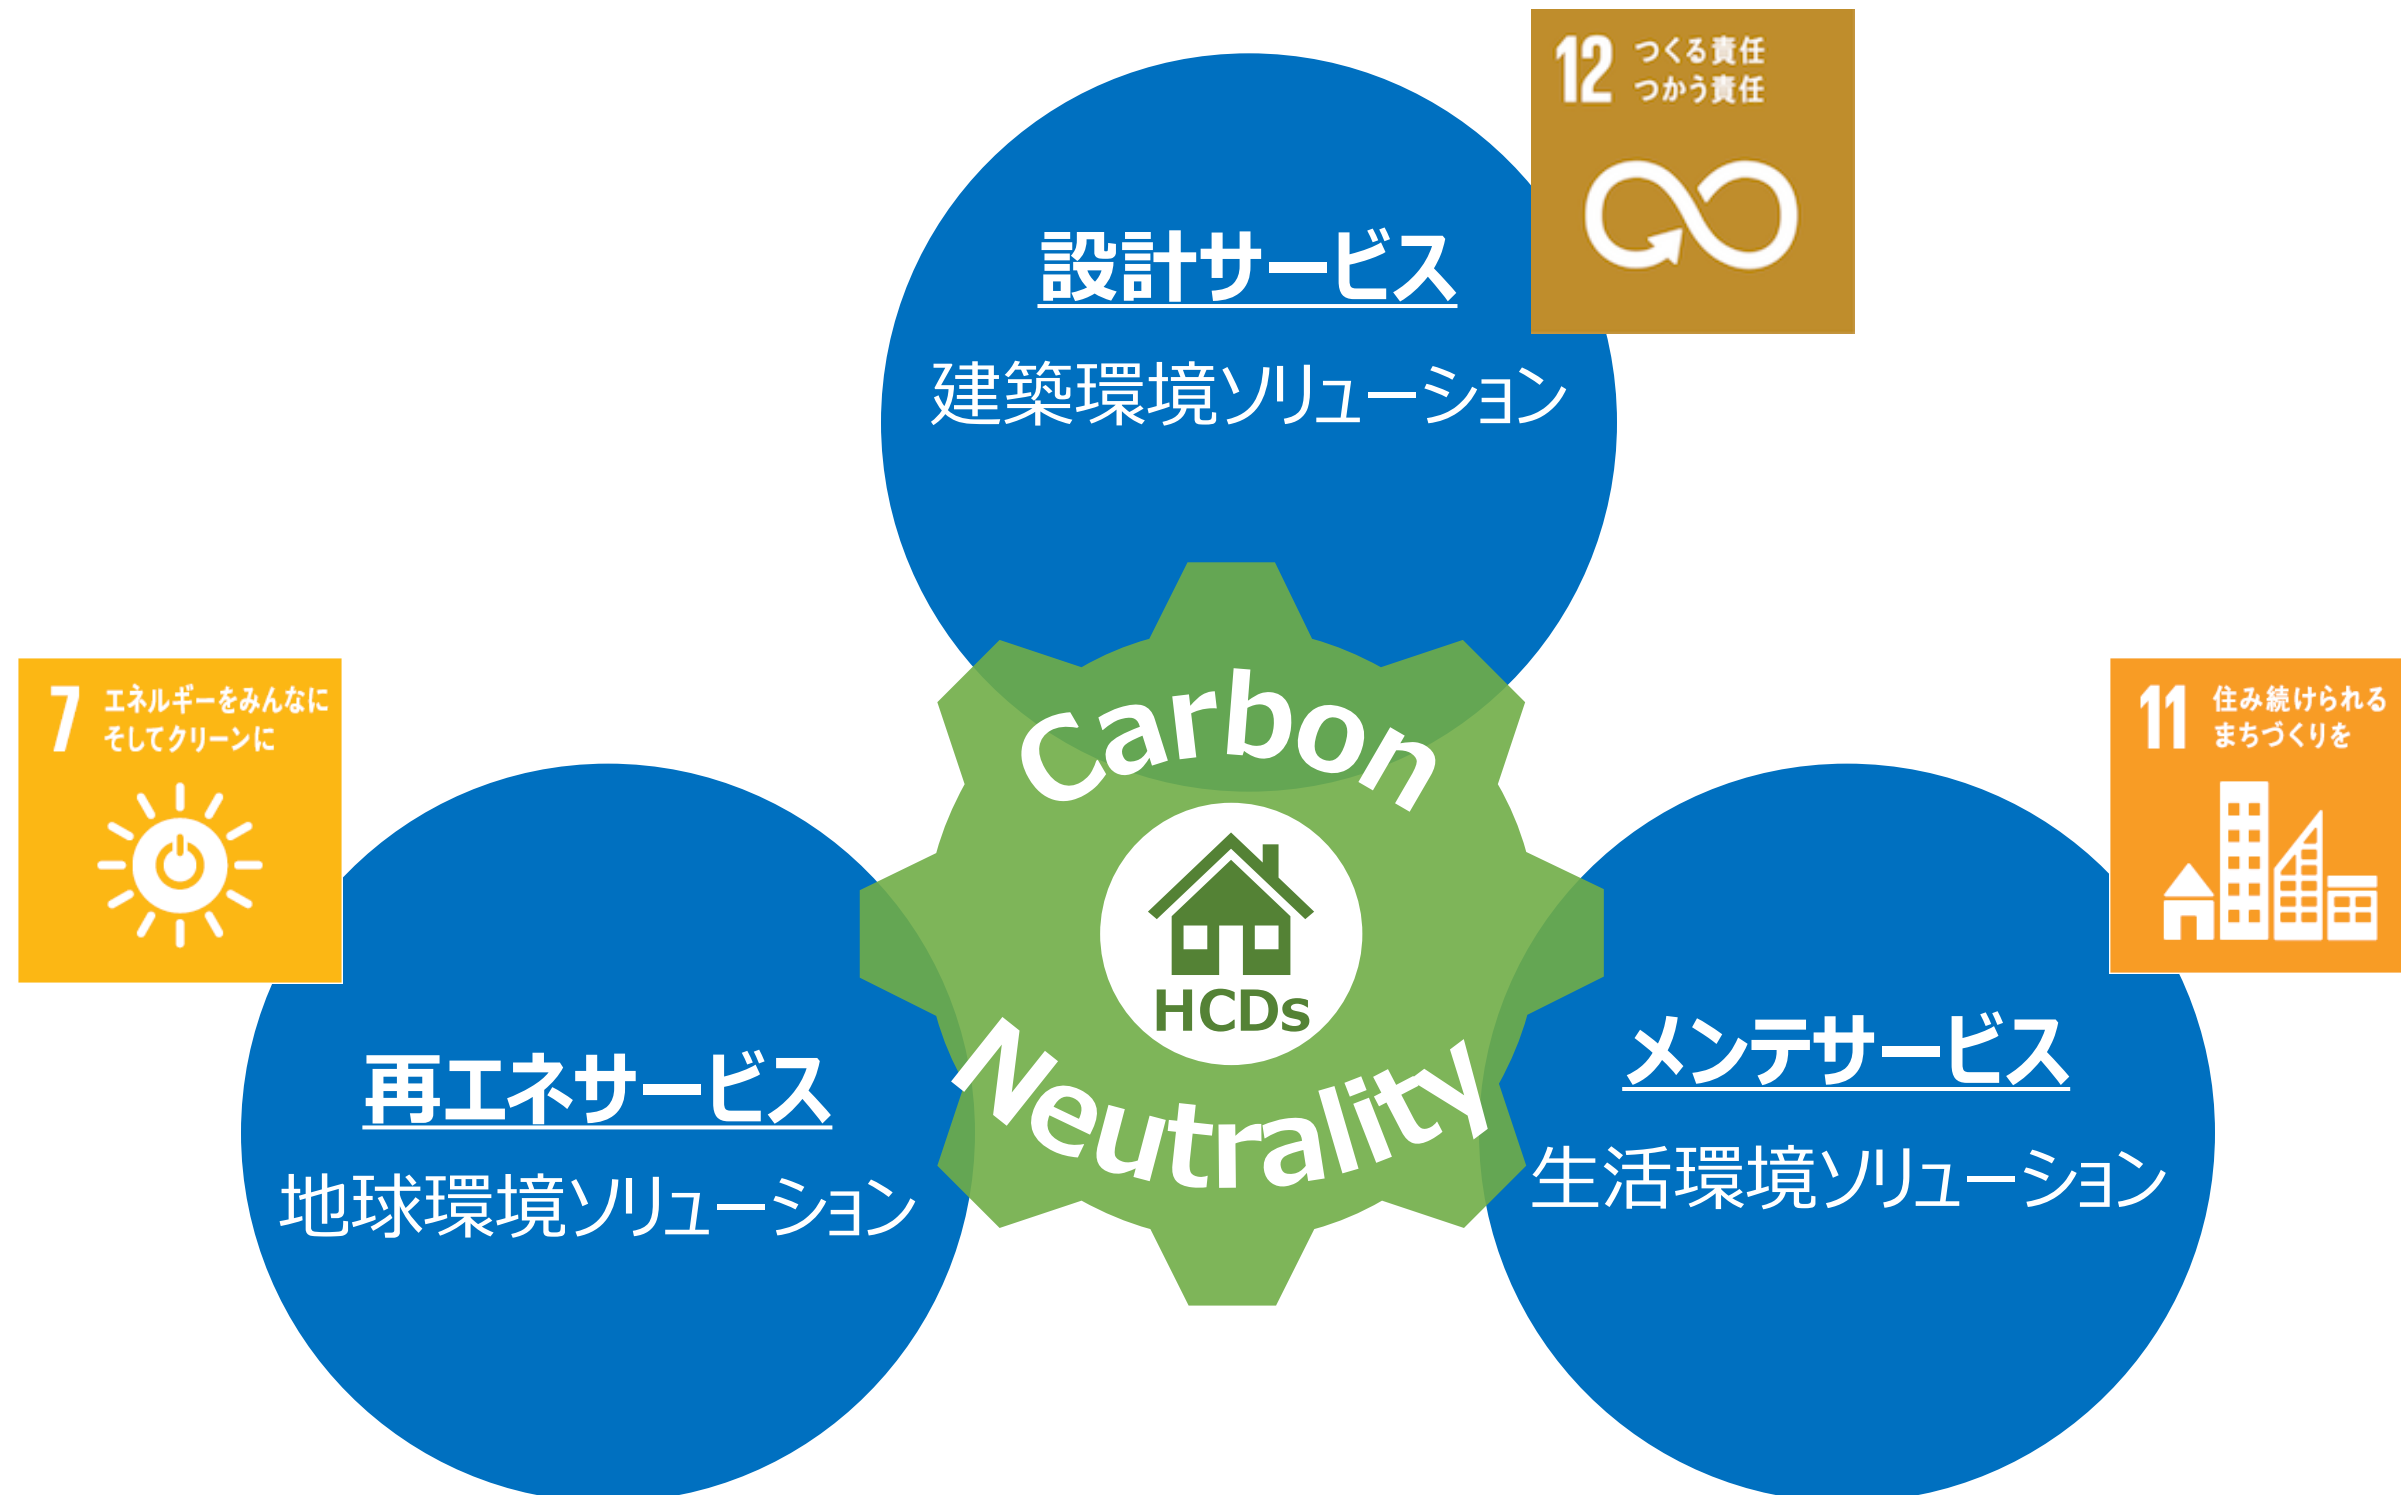 12
つくる責任
つかう責任
設計サービス
建築環境ソリューション
7
エネルギーをみんなに
そしてクリーンに
11
住み続けられる
まちづくりを
Carbon
HCDs
Neutrality
再エネサービス
地球環境ソリューション
メンテサービス
生活環境ソリューション